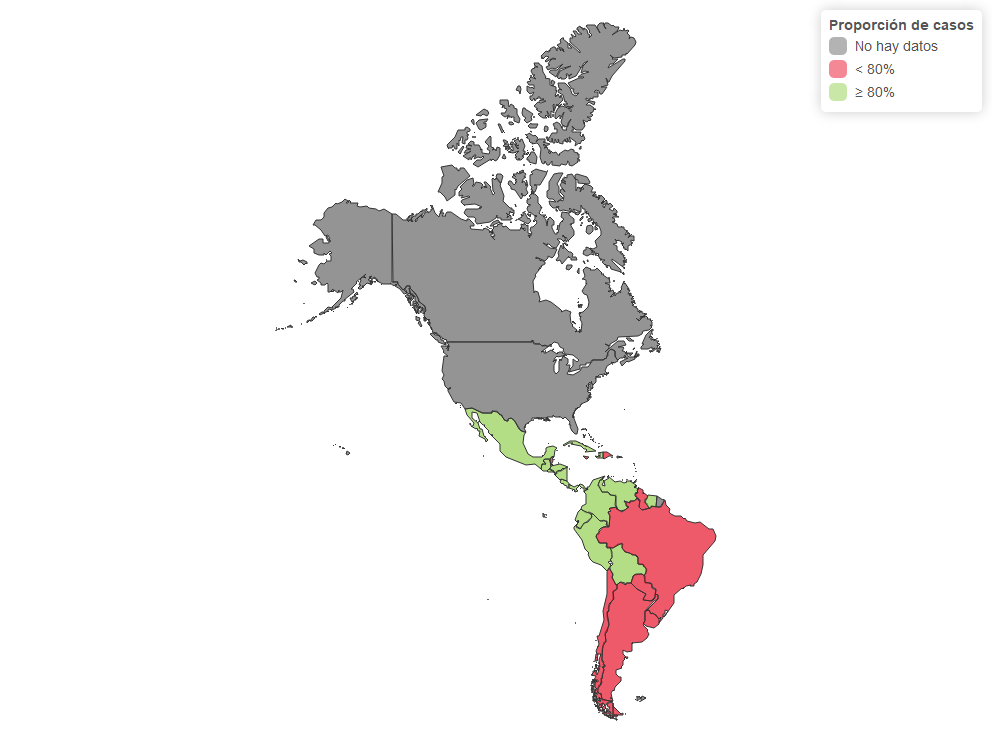 Proporción de casos
No hay datos
< 80%
≥ 80%